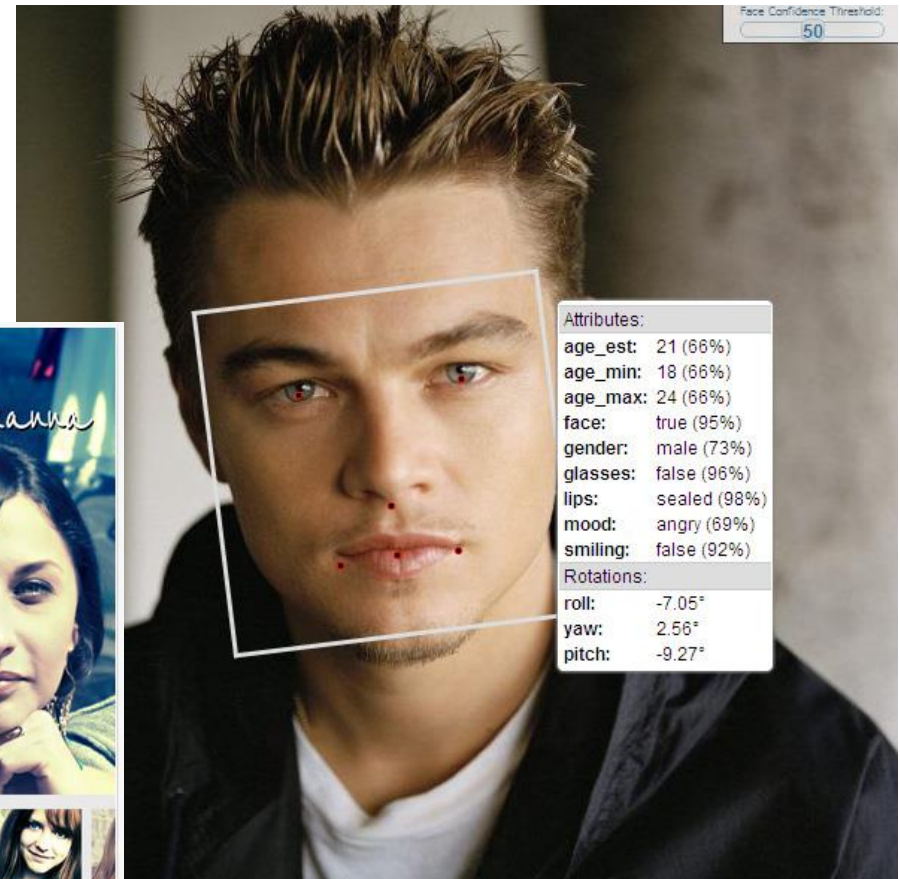 Face Confidence Threshold:
50
Attributes:
age_est: 21 (66%)
age_min: 18 (66%)
age_max: 24 (66%)
face: true (95%)
gender: male (73%)
glasses: false (96%)
lips: sealed (98%)
mood: angry (69%)
smiling: false (92%)
Rotations:
roll: -7.05°
yaw: 2.56°
pitch: -9.27°